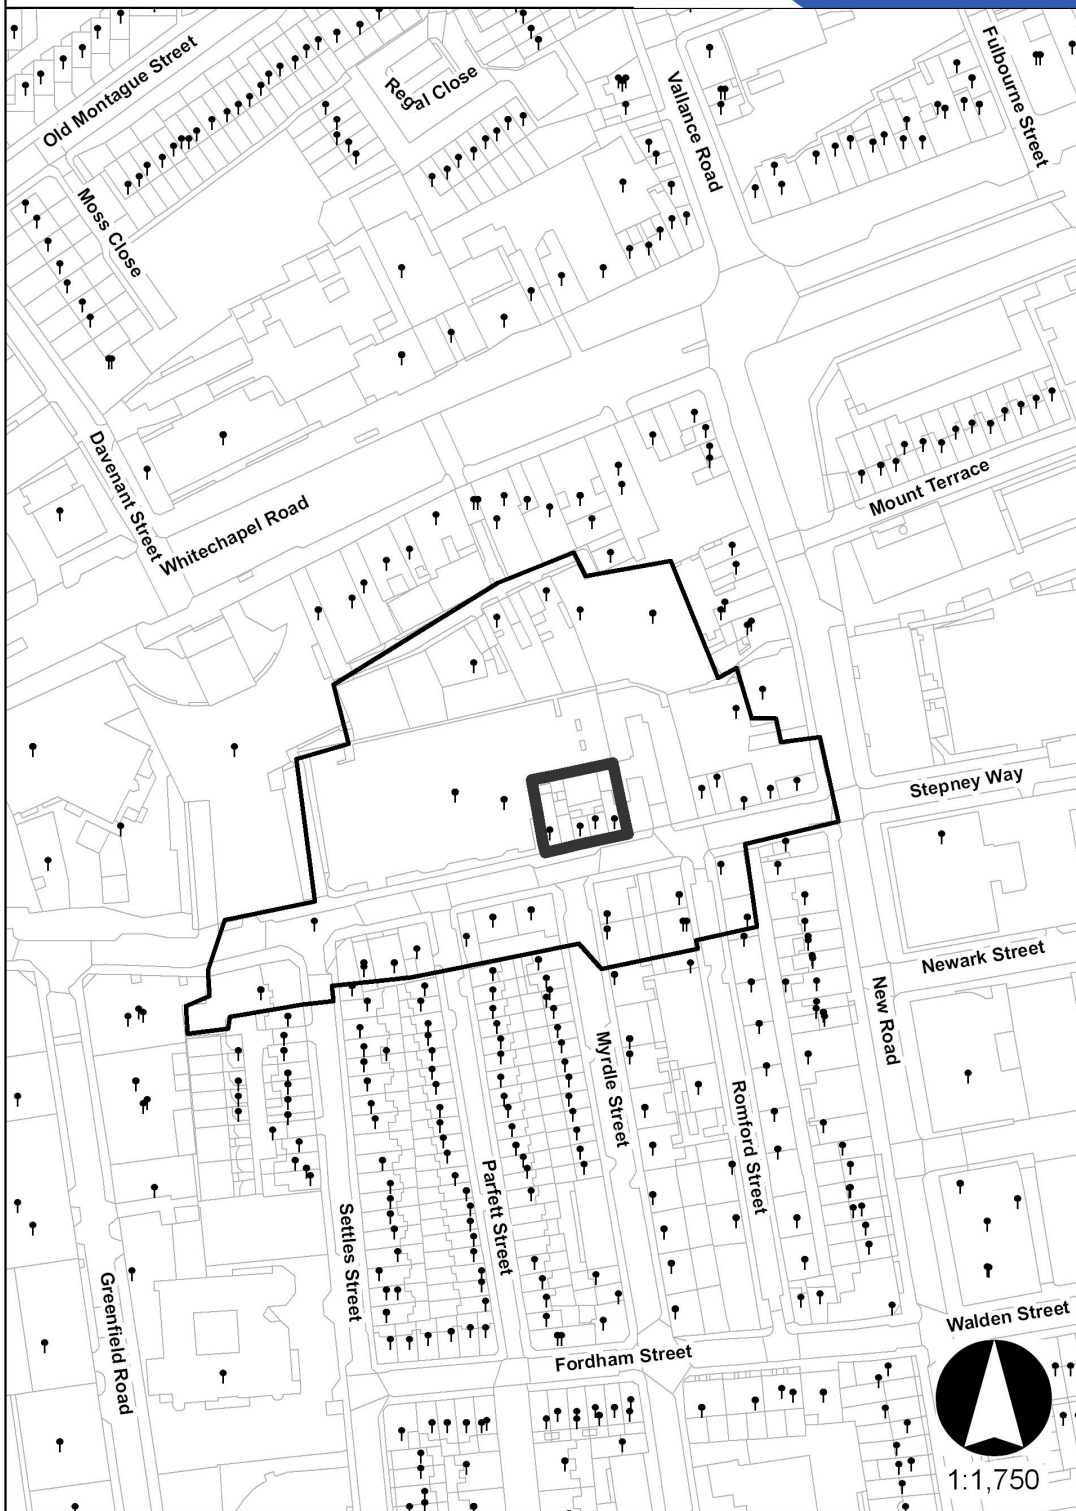 Old Montague Street
Regal Close
Vallance Road
Fulbourne Street
Moss Close
Davenant Street
Whitechapel Road
Mount Terrace
Stepney Way
Newark Street
New Road
Myrdle Street
Romford Street
Parfett Street
Settles Street
Greenfield Road
Fordham Street
Walden Street
1:1,750